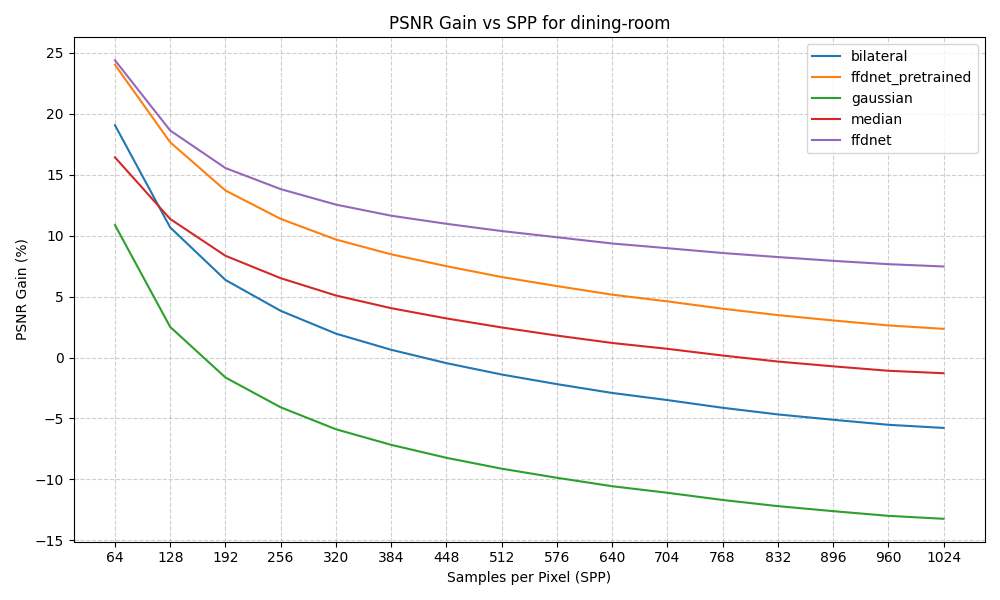 PSNR Gain vs SPP for dining-room
bilateral
ffdnet_pretrained
gaussian
median
ffdnet
PSNR Gain (%)
25
20
15
10
5
0
−5
−10
−15
64 128 192 256 320 384 448 512 576 640 704 768 832 896 960 1024
Samples per Pixel (SPP)